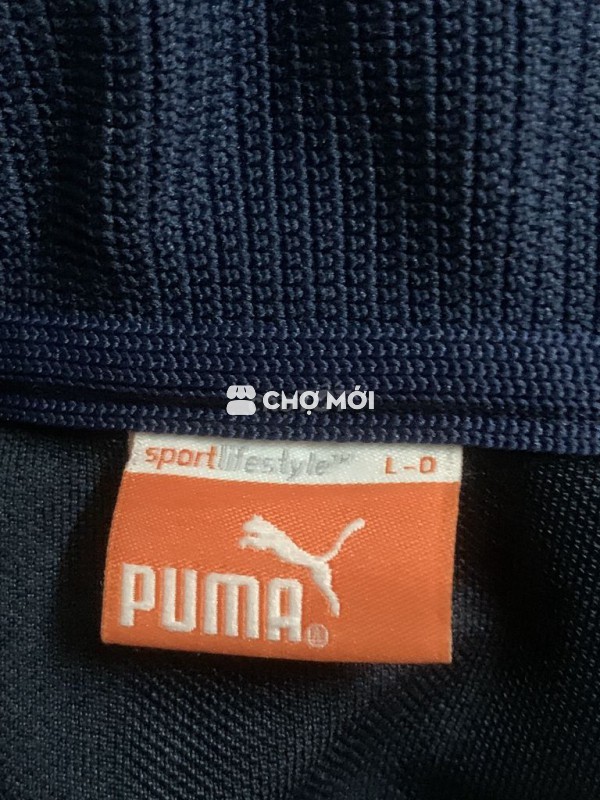 CHỢ MỚI
sportlifestyle™ L-O
PUMA®